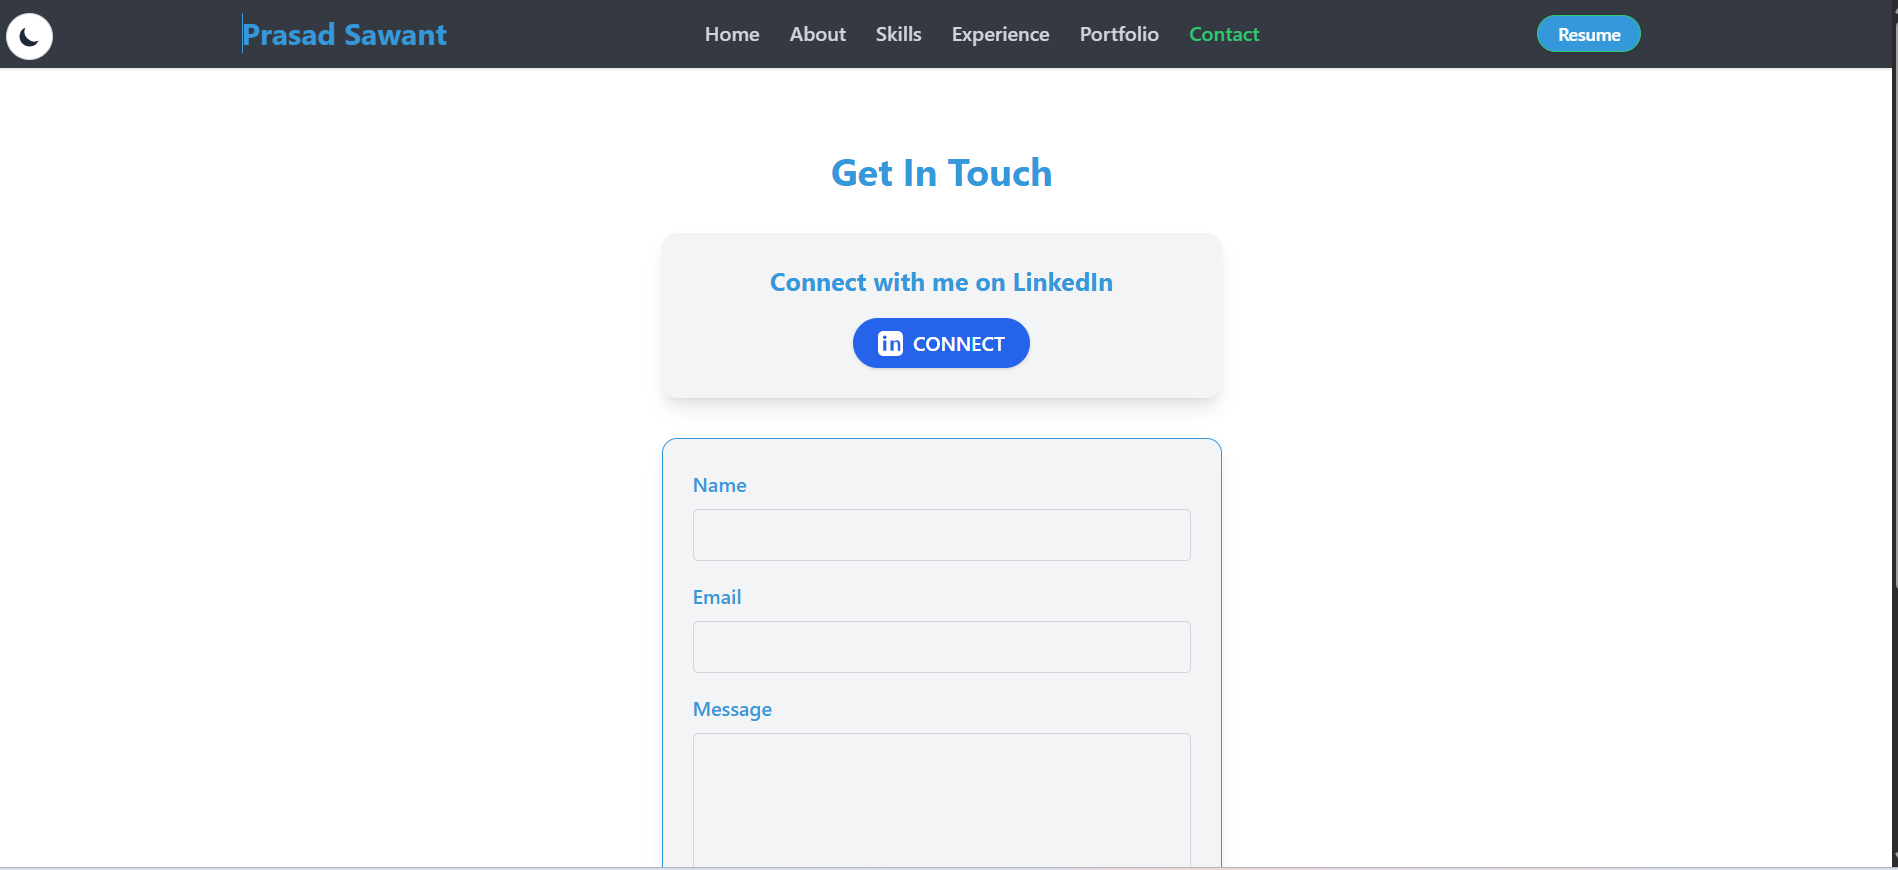 Prasad Sawant
Home About Skills Experience Portfolio Contact
Resume
Get In Touch
Connect with me on LinkedIn
in CONNECT
Name
Email
Message